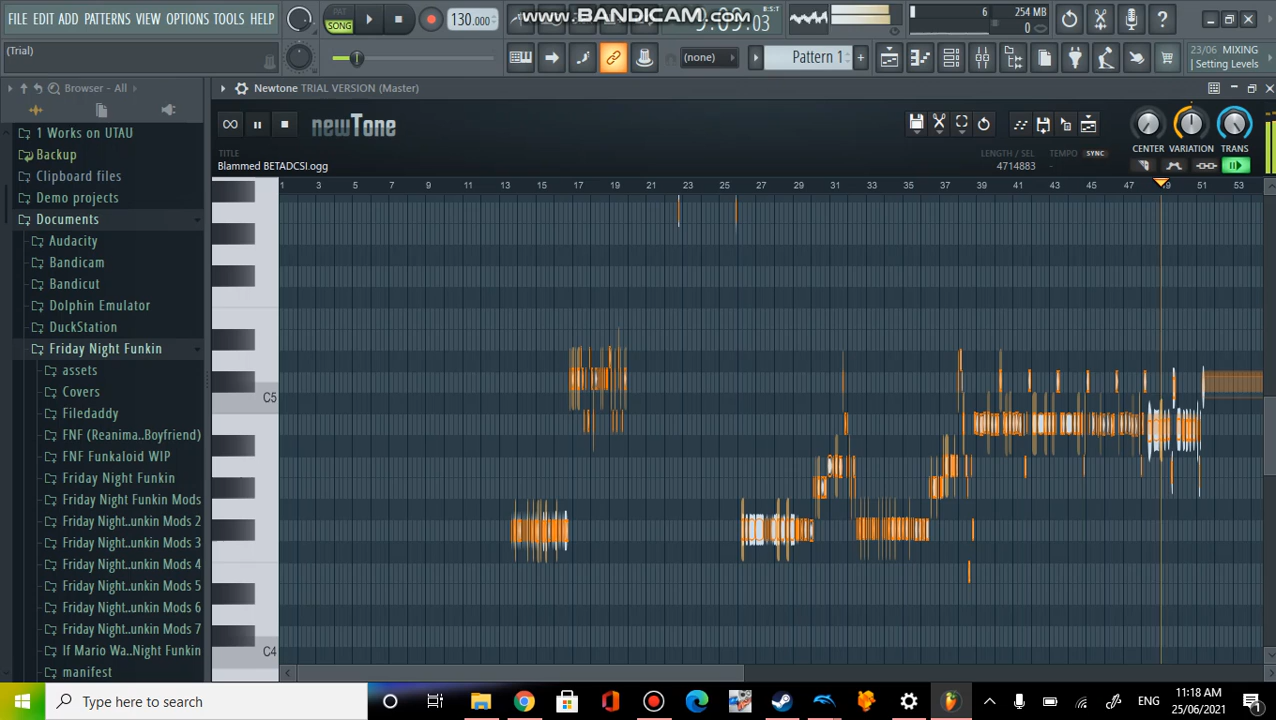 FILE EDIT ADD PATTERNS VIEW OPTIONS TOOLS HELP
PAT
SONG
130.000
www.BANDICAM.com
9:09:03
B:S:T
6
254 MB
0
(Trial)
(none)
Pattern 1
23/06 MIXING
Setting Levels
Browser - All
Newtone TRIAL VERSION (Master)
newTone
CENTER
VARIATION
TRANS
TITLE
Blammed BETADCSI.ogg
LENGTH / SEL
4714883
TEMPO
SYNC
-
1 3 5 7 9 11 13 15 17 19 21 23 25 27 29 31 33 35 37 39 41 43 45 47 49 51 53
C5
C4
1 Works on UTAU
Backup
Clipboard files
Demo projects
Documents
Audacity
Bandicam
Bandicut
Dolphin Emulator
DuckStation
Friday Night Funkin
assets
Covers
Filedaddy
FNF (Reanima..Boyfriend)
FNF Funkaloid WIP
Friday Night Funkin
Friday Night Funkin Mods
Friday Night..unkin Mods 2
Friday Night..unkin Mods 3
Friday Night..unkin Mods 4
Friday Night..unkin Mods 5
Friday Night..unkin Mods 6
Friday Night..unkin Mods 7
If Mario Wa..Night Funkin
manifest
Type here to search
ENG
11:18 AM
25/06/2021
1